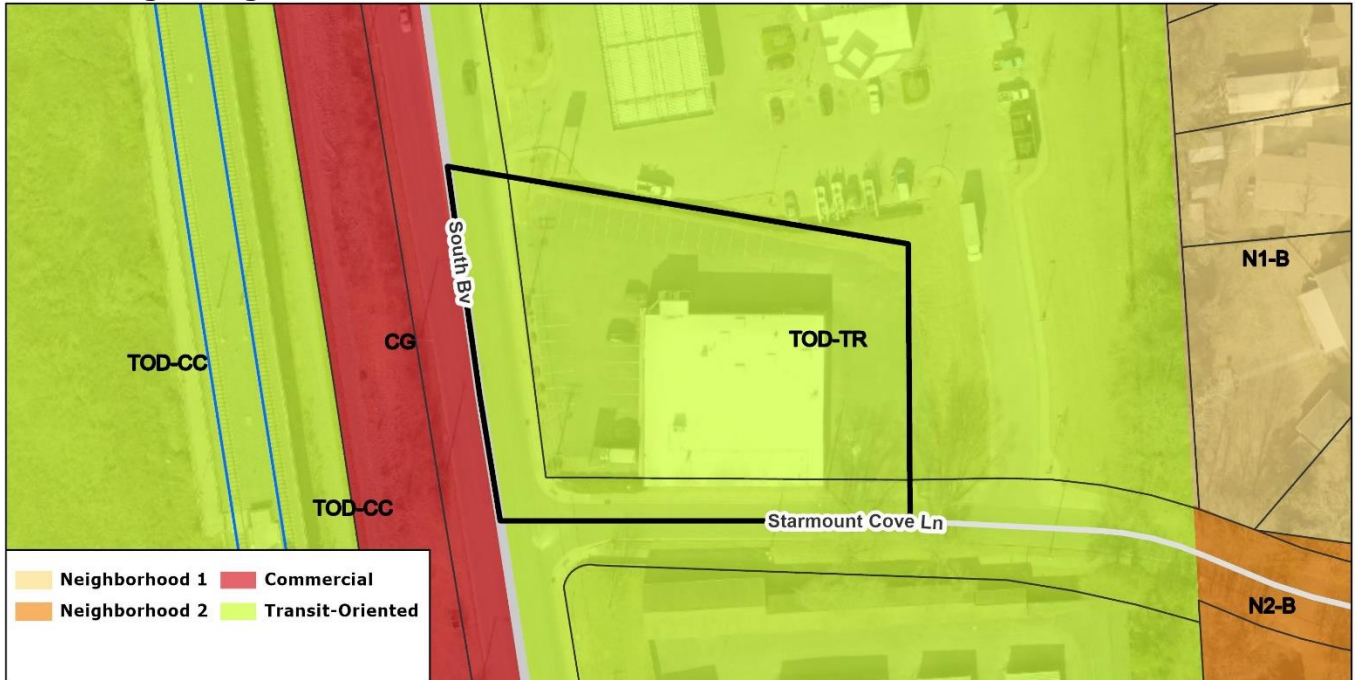 South Bv
N1-B
CG
TOD-TR
TOD-CC
TOD-CC
Starmount Cove Ln
N2-B
Neighborhood 1
Commercial
Neighborhood 2
Transit-Oriented